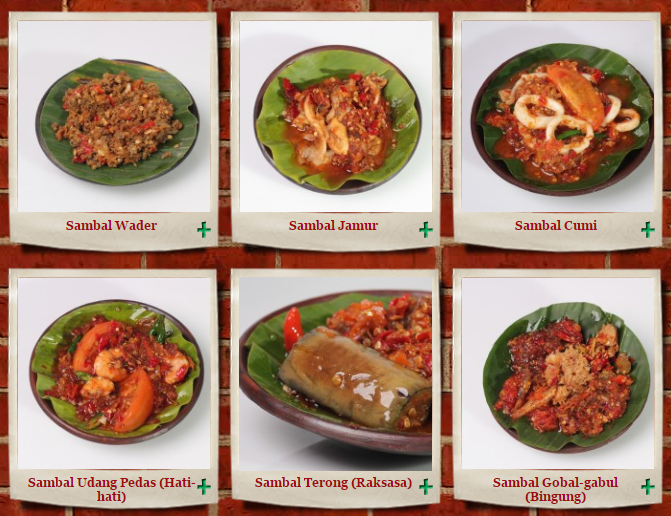 Sambal Wader
Sambal Jamur
Sambal Cumi
Sambal Udang Pedas (Hati-
hati)
Sambal Terong (Raksasa)
Sambal Gobal-gabul
(Bingung)